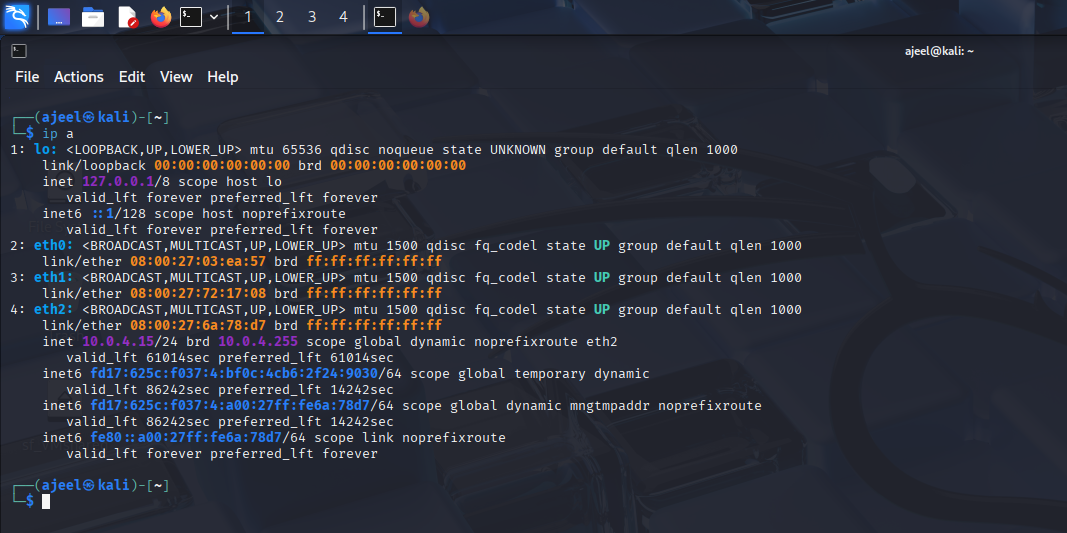 1 2 3 4
ajeel@kali: ~
File Actions Edit View Help
┌──(ajeel㉿kali)-[~]
└─$ ip a
1: lo: <LOOPBACK,UP,LOWER_UP> mtu 65536 qdisc noqueue state UNKNOWN group default qlen 1000
link/loopback 00:00:00:00:00:00 brd 00:00:00:00:00:00
inet 127.0.0.1/8 scope host lo
valid_lft forever preferred_lft forever
inet6 ::1/128 scope host noprefixroute
valid_lft forever preferred_lft forever
2: eth0: <BROADCAST,MULTICAST,UP,LOWER_UP> mtu 1500 qdisc fq_codel state UP group default qlen 1000
link/ether 08:00:27:03:ea:57 brd ff:ff:ff:ff:ff:ff
3: eth1: <BROADCAST,MULTICAST,UP,LOWER_UP> mtu 1500 qdisc fq_codel state UP group default qlen 1000
link/ether 08:00:27:72:17:08 brd ff:ff:ff:ff:ff:ff
4: eth2: <BROADCAST,MULTICAST,UP,LOWER_UP> mtu 1500 qdisc fq_codel state UP group default qlen 1000
link/ether 08:00:27:6a:78:d7 brd ff:ff:ff:ff:ff:ff
inet 10.0.4.15/24 brd 10.0.4.255 scope global dynamic noprefixroute eth2
valid_lft 61014sec preferred_lft 61014sec
inet6 fd17:625c:f037:4:bf0c:4cb6:2f24:9030/64 scope global temporary dynamic
valid_lft 86242sec preferred_lft 14242sec
inet6 fd17:625c:f037:4:a00:27ff:fe6a:78d7/64 scope global dynamic mngtmpaddr noprefixroute
valid_lft 86242sec preferred_lft 14242sec
inet6 fe80::a00:27ff:fe6a:78d7/64 scope link noprefixroute
valid_lft forever preferred_lft forever
┌──(ajeel㉿kali)-[~]
└─$